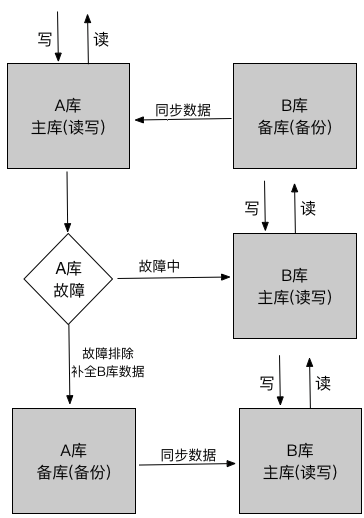 写
读
A库
主库(读写)
同步数据
B库
备库(备份)
写
读
A库
故障
故障中
B库
主库(读写)
故障排除
补全B库数据
写
读
A库
备库(备份)
同步数据
B库
主库(读写)